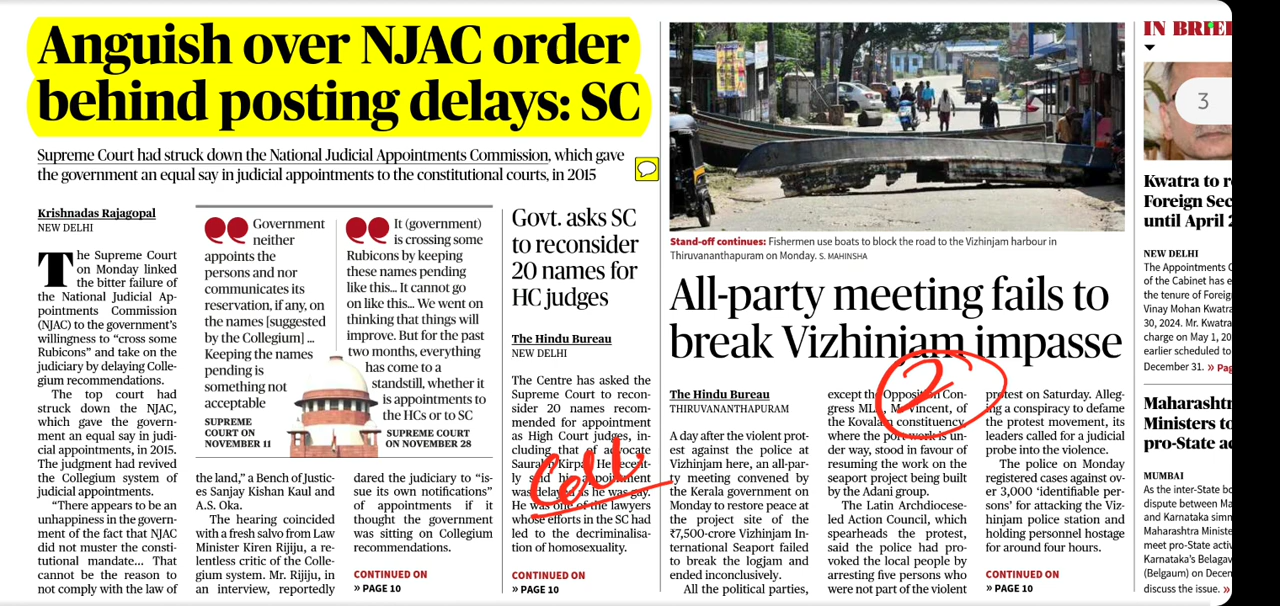 Anguish over NJAC order
behind posting delays: SC
Supreme Court had struck down the National Judicial Appointments Commission, which gave
the government an equal say in judicial appointments to the constitutional courts, in 2015
Krishnadas Rajagopal
NEW DELHI
The Supreme Court
on Monday linked
the bitter failure of
the National Judicial Ap-
pointments Commission
(NJAC) to the government's
willingness to “cross some
Rubicons” and take on the
judiciary by delaying Colle-
gium recommendations.
The top court had
struck down the NJAC,
which gave the govern-
ment an equal say in judi-
cial appointments, in 2015.
The judgment had revived
the Collegium system of
judicial appointments.
“There appears to be an
unhappiness in the govern-
ment of the fact that NJAC
did not muster the consti-
tutional mandate... That
cannot be the reason to
not comply with the law of
Government
neither
appoints the
persons and nor
communicates its
reservation, if any, on
the names [suggested
by the Collegium] ...
Keeping the names
pending is
something not
acceptable
SUPREME
COURT ON
NOVEMBER 11
It (government)
is crossing some
Rubicons by keeping
these names pending
like this... It cannot go
on like this... We went on
thinking that things will
improve. But for the past
two months, everything
has come to a
standstill, whether it
is appointments to
the HCs or to SC
SUPREME COURT
ON NOVEMBER 28
the land,” a Bench of Justic-
es Sanjay Kishan Kaul and
A.S. Oka.
The hearing coincided
with a fresh salvo from Law
Minister Kiren Rijiju, a re-
lentless critic of the Colle-
gium system. Mr. Rijiju, in
an interview, reportedly
dared the judiciary to “is-
sue its own notifications”
of appointments if it
thought the government
was sitting on Collegium
recommendations.
CONTINUED ON
» PAGE 10
Govt. asks SC
to reconsider
20 names for
HC judges
The Hindu Bureau
NEW DELHI
The Centre has asked the
Supreme Court to recon-
sider 20 names recom-
mended for appointment
as High Court judges, in-
cluding that of advocate
Saurabh Kirpal. He recent-
ly said his appointment
was delayed as he was gay.
He was one of the lawyers
whose efforts in the SC had
led to the decriminalisa-
tion of homosexuality.
CONTINUED ON
» PAGE 10
Stand-off continues: Fishermen use boats to block the road to the Vizhinjam harbour in
Thiruvananthapuram on Monday. S. MAHINSHA
All-party meeting fails to
break Vizhinjam impasse
2
The Hindu Bureau
THIRUVANANTHAPURAM
A day after the violent prot-
est against the police at
Vizhinjam here, an all-par-
ty meeting convened by
the Kerala government on
Monday to restore peace at
the project site of the
₹7,500-crore Vizhinjam In-
ternational Seaport failed
to break the logjam and
ended inconclusively.
All the political parties,
except the Opposition Con-
gress MLA, M. Vincent, of
the Kovalam constituency,
where the port work is un-
der way, stood in favour of
resuming the work on the
seaport project being built
by the Adani group.
The Latin Archdiocese-
led Action Council, which
spearheads the protest,
said the police had pro-
voked the local people by
arresting five persons who
were not part of the violent
protest on Saturday. Alleg-
ing a conspiracy to defame
the protest movement, its
leaders called for a judicial
probe into the violence.
The police on Monday
registered cases against ov-
er 3,000 ‘identifiable per-
sons’ for attacking the Viz-
hinjam police station and
holding personnel hostage
for around four hours.
CONTINUED ON
» PAGE 10
IN BRIEF
3
Kwatra to r
Foreign Sec
until April
NEW DELHI
The Appointments C
of the Cabinet has e
the tenure of Foreig
Vinay Mohan Kwatra
30, 2024. Mr. Kwatra
charge on May 1, 20
earlier scheduled to
December 31. » Pag
Maharashtr
Ministers to
pro-State a
MUMBAI
As the inter-State bo
dispute between Ma
and Karnataka simm
Maharashtra Ministe
meet pro-State activ
Karnataka's Belagav
(Belgaum) on Decem
discuss the issue. »